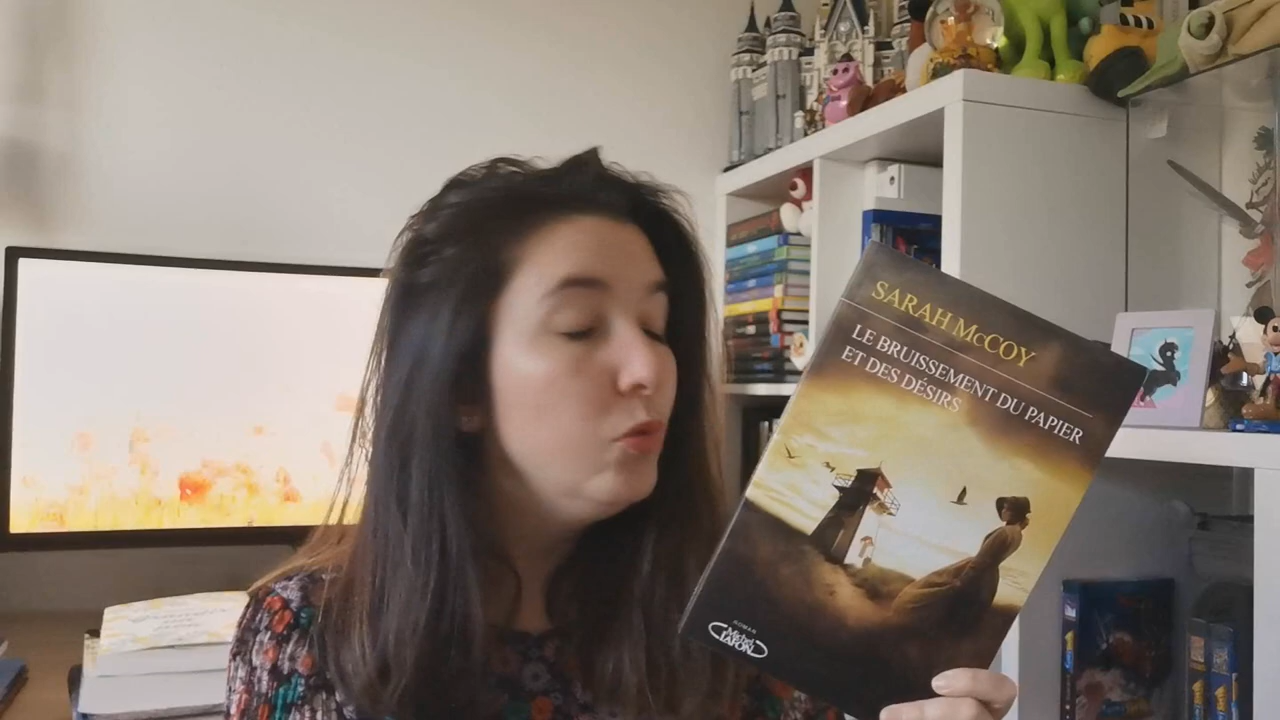 SARAH McCOY
LE BRUISSEMENT DU PAPIER
ET DES DÉSIRS
ROMAN
Michel
LAFON